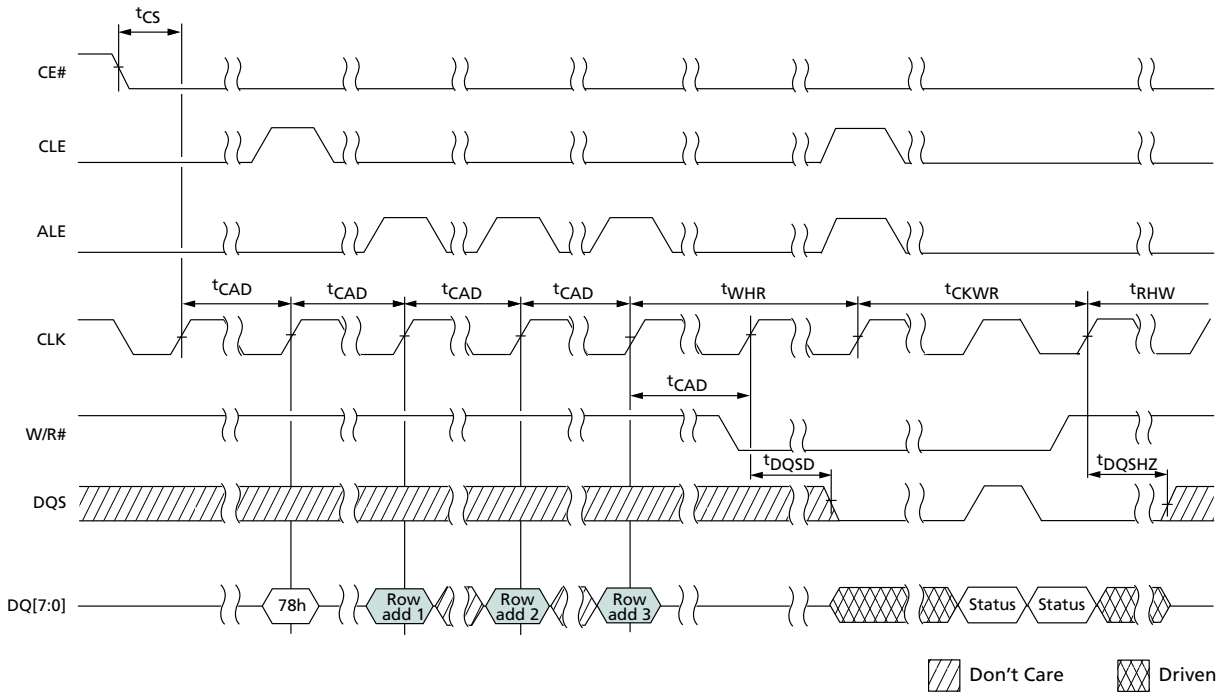 tCS
CE#
CLE
ALE
tCAD tCAD tCAD tCAD tWHR tCKWR tRHW
CLK
tCAD
W/R#
tDQSD tDQSHZ
DQS
DQ[7:0] 78h Row add 1 Row add 2 Row add 3 Status Status
Don't Care Driven